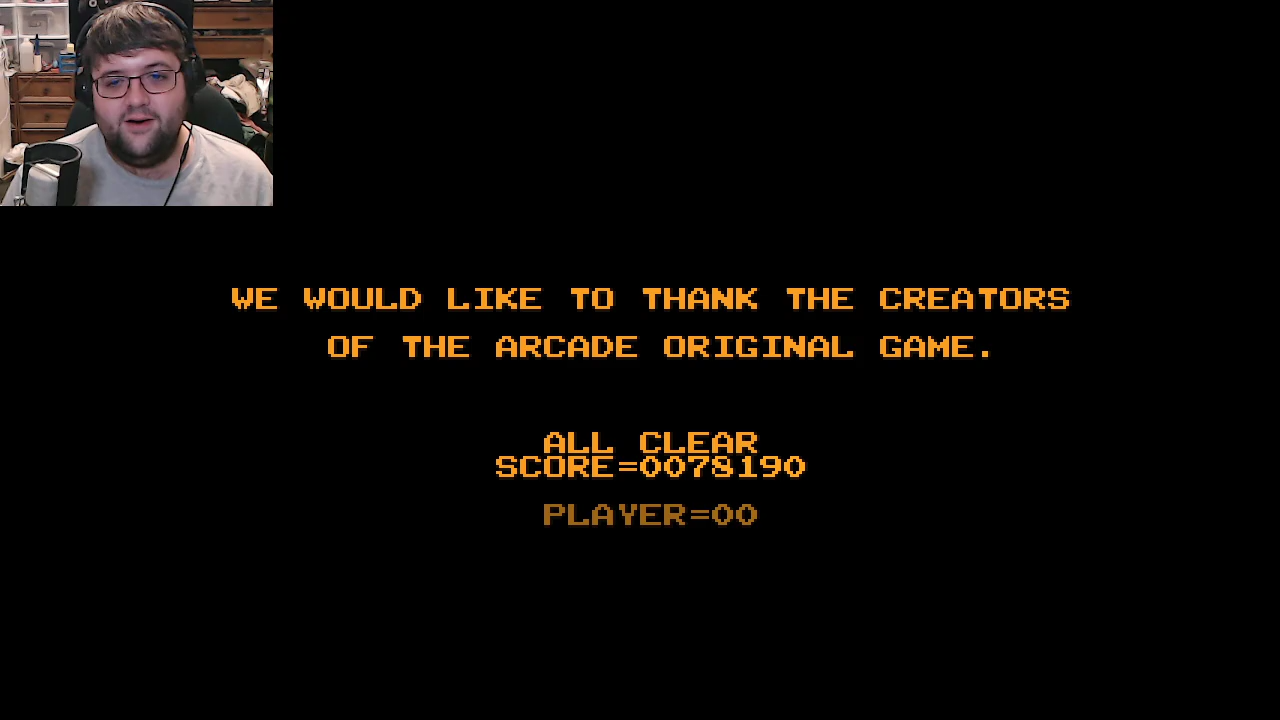 WE WOULD LIKE TO THANK THE CREATORS
OF THE ARCADE ORIGINAL GAME.
ALL CLEAR
SCORE=0078190
PLAYER=00